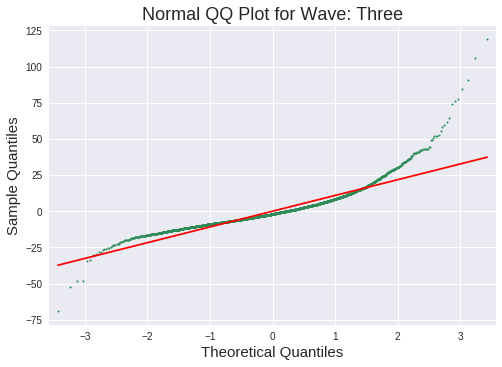 Normal QQ Plot for Wave: Three
125
100
75
50
25
0
−25
−50
−75
Sample Quantiles
−3 −2 −1 0 1 2 3
Theoretical Quantiles